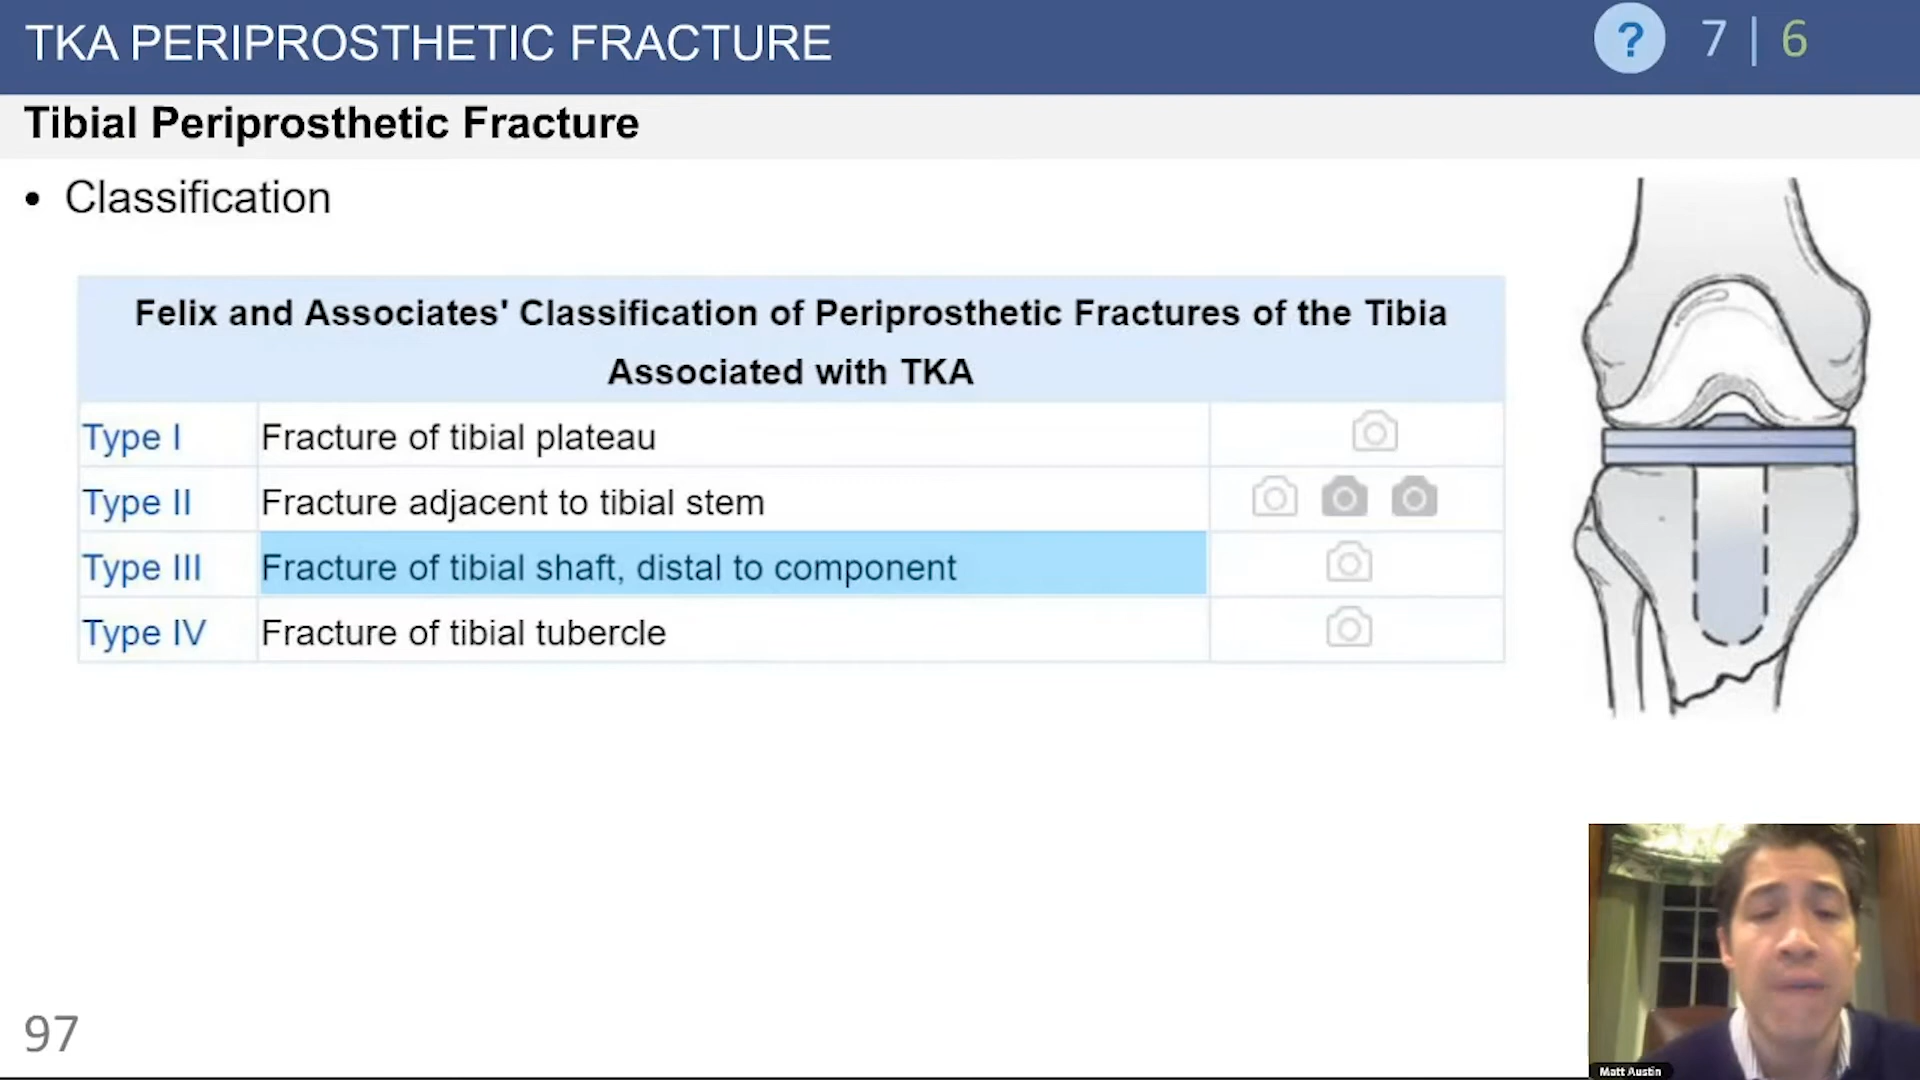 TKA PERIPROSTHETIC FRACTURE
? 7 | 6
Tibial Periprosthetic Fracture
• Classification
Felix and Associates' Classification of Periprosthetic Fractures of the Tibia
Associated with TKA
Type I Fracture of tibial plateau
Type II Fracture adjacent to tibial stem
Type III Fracture of tibial shaft, distal to component
Type IV Fracture of tibial tubercle
97
Matt Austin